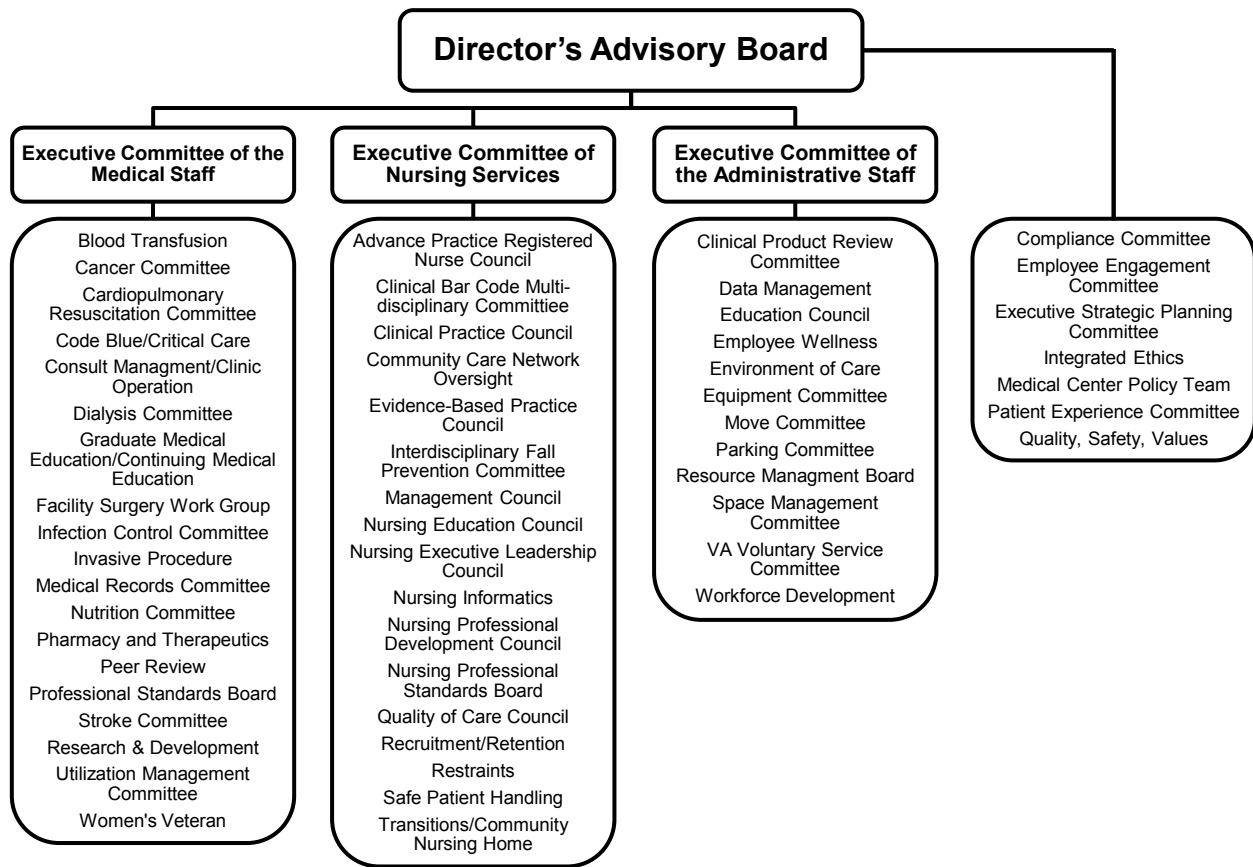 Director's Advisory Board
Executive Committee of the
Medical Staff
Executive Committee of
Nursing Services
Executive Committee of
the Administrative Staff
Blood Transfusion
Cancer Committee
Cardiopulmonary
Resuscitation Committee
Code Blue/Critical Care
Consult Managment/Clinic
Operation
Dialysis Committee
Graduate Medical
Education/Continuing Medical
Education
Facility Surgery Work Group
Infection Control Committee
Invasive Procedure
Medical Records Committee
Nutrition Committee
Pharmacy and Therapeutics
Peer Review
Professional Standards Board
Stroke Committee
Research & Development
Utilization Management
Committee
Women's Veteran
Advance Practice Registered
Nurse Council
Clinical Bar Code Multi-
disciplinary Committiee
Clinical Practice Council
Community Care Network
Oversight
Evidence-Based Practice
Council
Interdisciplinary Fall
Prevention Committee
Management Council
Nursing Education Council
Nursing Executive Leadership
Council
Nursing Informatics
Nursing Professional
Development Council
Nursing Professional
Standards Board
Quality of Care Council
Recruitment/Retention
Restraints
Safe Patient Handling
Transitions/Community
Nursing Home
Clinical Product Review
Committee
Data Management
Education Council
Employee Wellness
Environment of Care
Equipment Committee
Move Committee
Parking Committee
Resource Managment Board
Space Management
Committee
VA Voluntary Service
Committee
Workforce Development
Compliance Committee
Employee Engagement
Committee
Executive Strategic Planning
Committee
Integrated Ethics
Medical Center Policy Team
Patient Experience Committee
Quality, Safety, Values